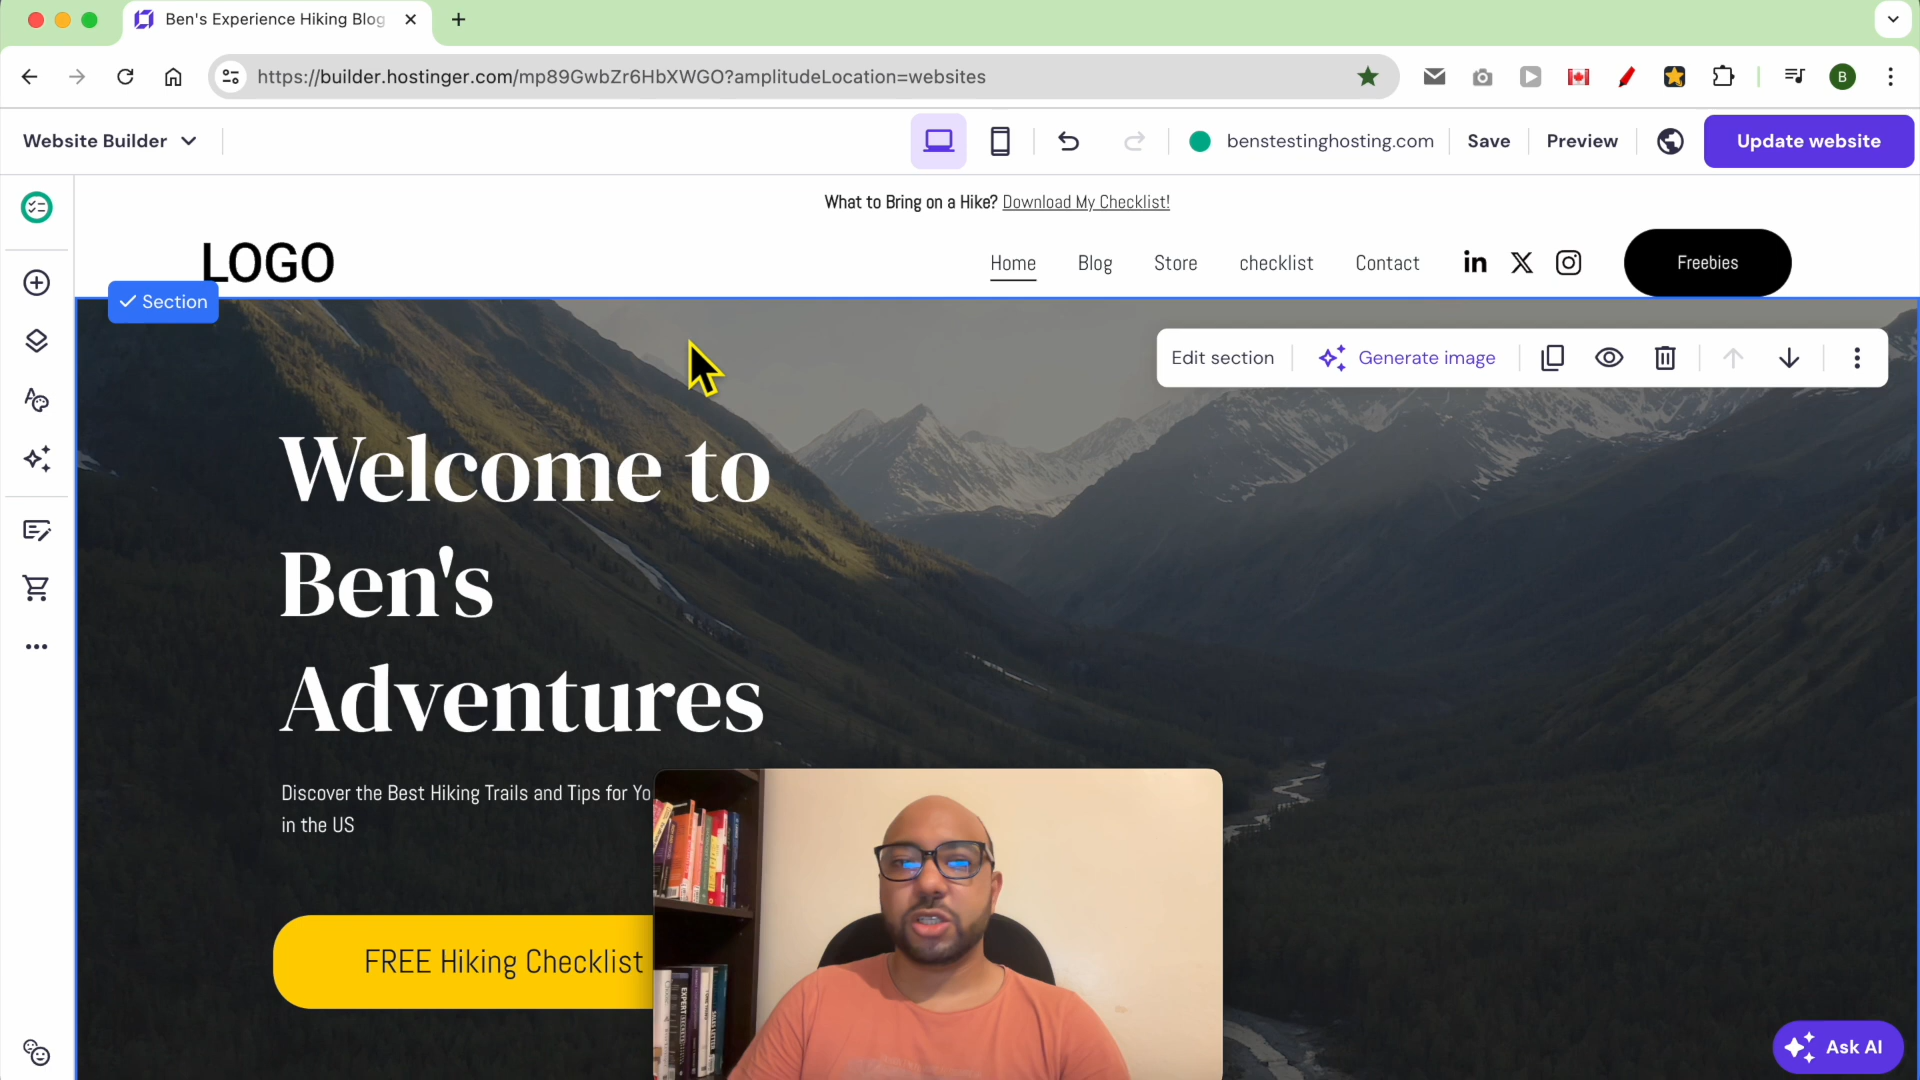 Ben's Experience Hiking Blog
https://builder.hostinger.com/mp89GwbZr6HbXWGO?amplitudeLocation=websites
B
Website Builder
benstestinghosting.com
Save
Preview
Update website
What to Bring on a Hike? Download My Checklist!
LOGO
Home
Blog
Store
checklist
Contact
Freebies
Section
Edit section
Generate image
Welcome to
Ben's
Adventures
Discover the Best Hiking Trails and Tips for Yo
in the US
FREE Hiking Checklist
EXPERT
Ask AI